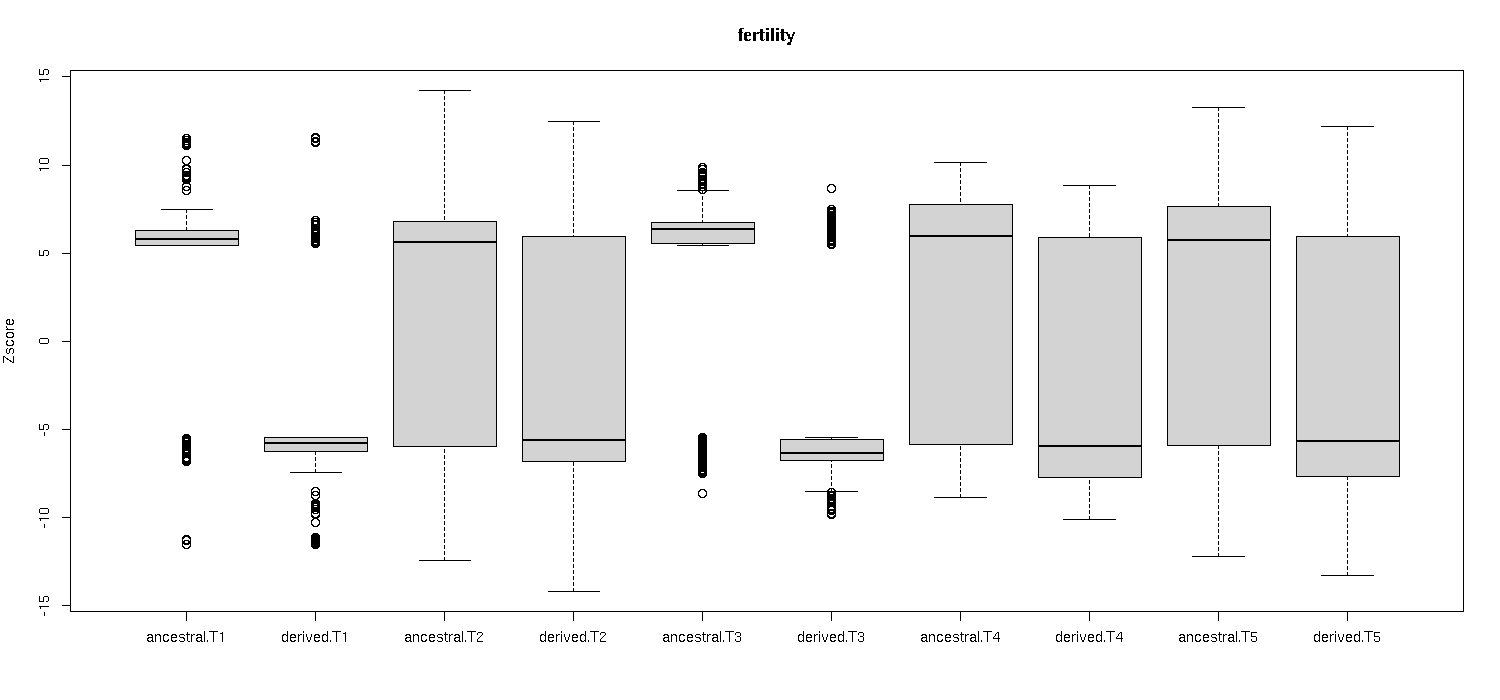 fertility
Zscore
15
10
5
0
-5
-10
-15
ancestral.T1 derived.T1 ancestral.T2 derived.T2 ancestral.T3 derived.T3 ancestral.T4 derived.T4 ancestral.T5 derived.T5